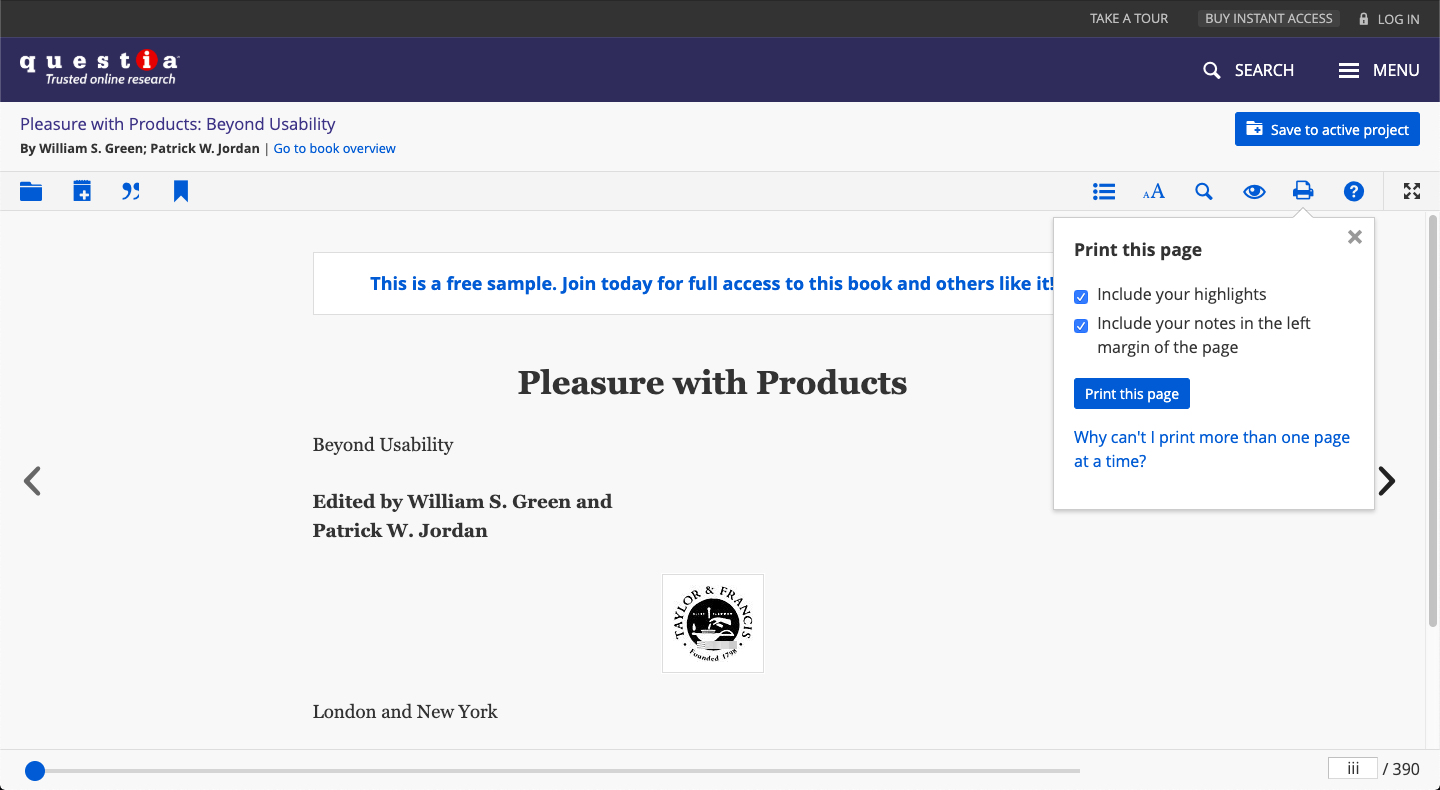 TAKE A TOUR BUY INSTANT ACCESS LOG IN
questia
Trusted online research
SEARCH MENU
Pleasure with Products: Beyond Usability
By William S. Green; Patrick W. Jordan | Go to book overview
Save to active project
AA
?
Print this page
Include your highlights
Include your notes in the left
margin of the page
Print this page
Why can't I print more than one page
at a time?
This is a free sample. Join today for full access to this book and others like it!
Pleasure with Products
Beyond Usability
Edited by William S. Green and
Patrick W. Jordan
TAYLOR & FRANCIS
Founded 1798
London and New York
iii / 390